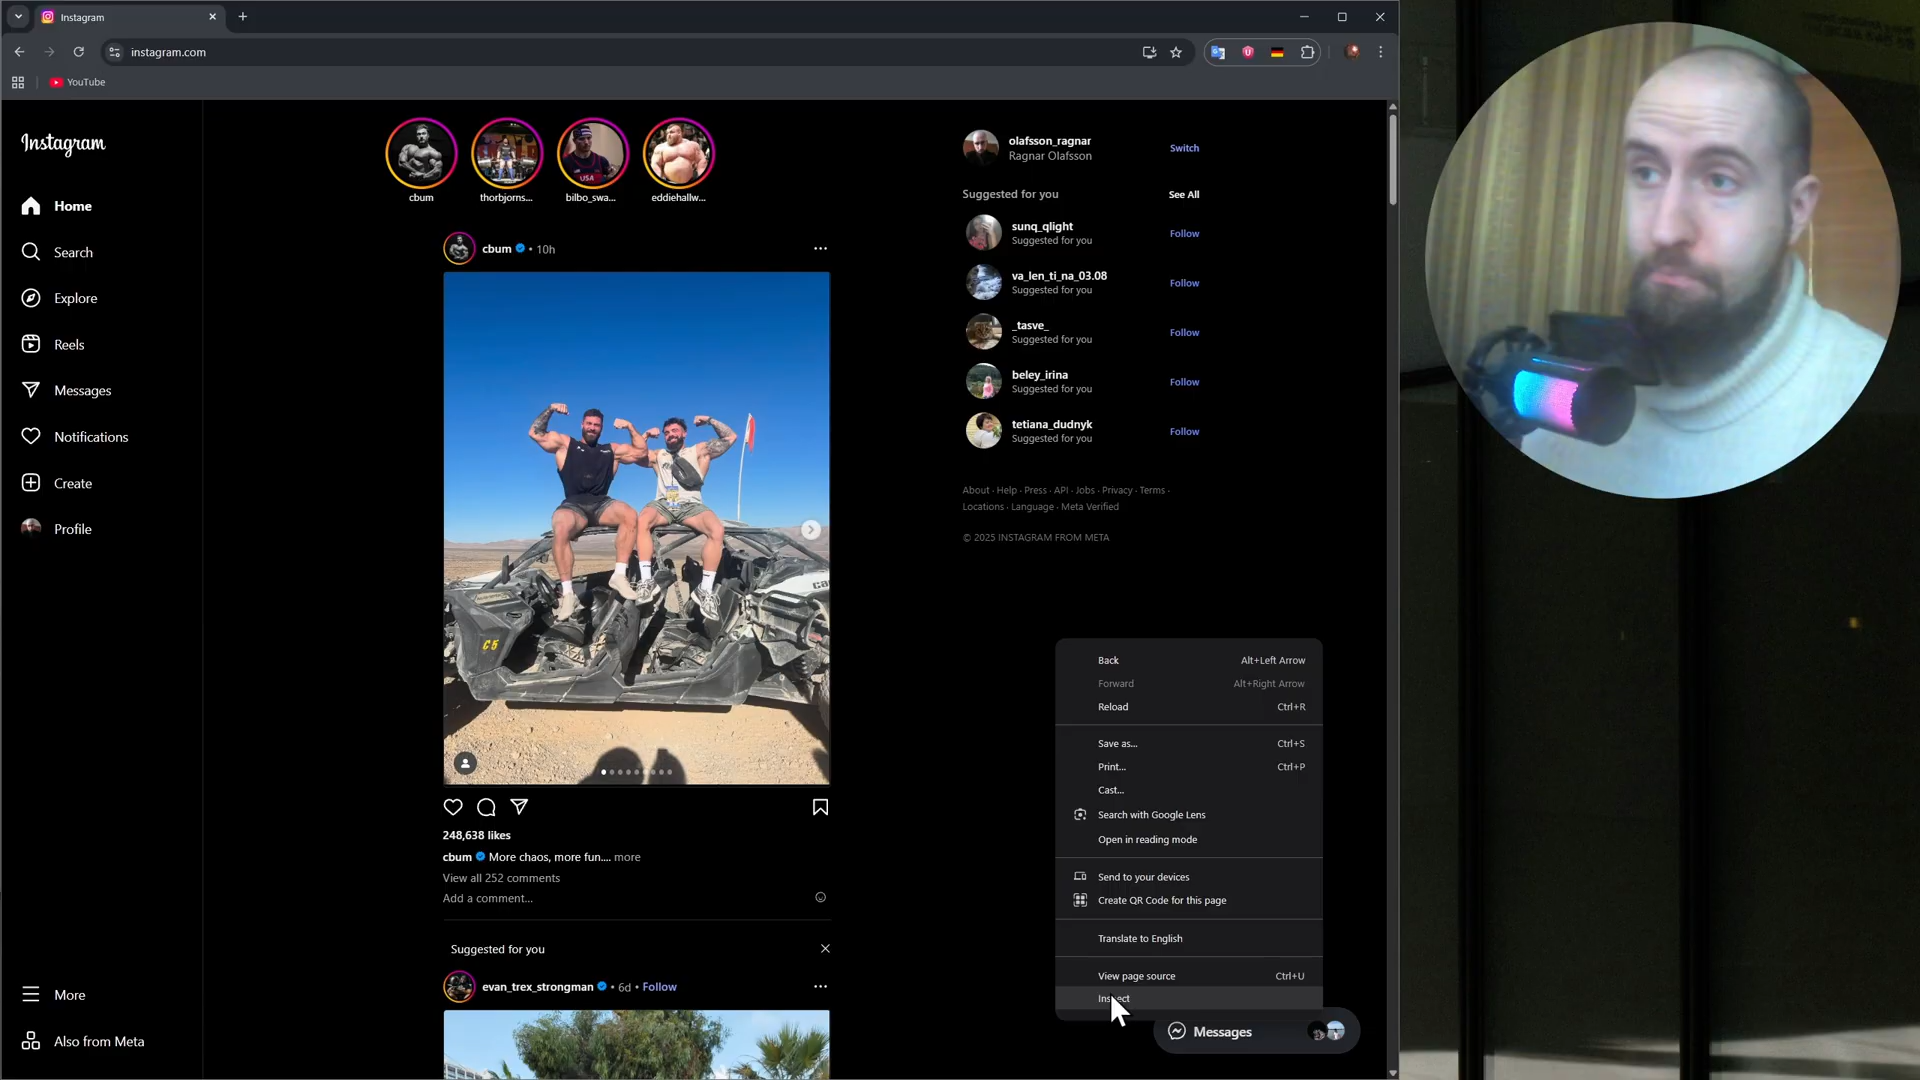 Instagram
instagram.com
YouTube
Instagram
Home
Search
Explore
Reels
Messages
Notifications
Create
Profile
More
Also from Meta
cbum
thorbjorns...
bilbo_swa...
eddiehallw...
USA
cbum • 10h
C5
248,638 likes
cbum More chaos, more fun.... more
View all 252 comments
Add a comment...
Suggested for you
evan_trex_strongman • 6d • Follow
olafsson_ragnar
Ragnar Olafsson
Switch
Suggested for you
See All
sunq_qlight
Suggested for you
Follow
va_len_ti_na_03.08
Suggested for you
Follow
_tasve_
Suggested for you
Follow
beley_irina
Suggested for you
Follow
tetiana_dudnyk
Suggested for you
Follow
About · Help · Press · API · Jobs · Privacy · Terms ·
Locations · Language · Meta Verified
© 2025 INSTAGRAM FROM META
Back Alt+Left Arrow
Forward Alt+Right Arrow
Reload Ctrl+R
Save as... Ctrl+S
Print... Ctrl+P
Cast...
Search with Google Lens
Open in reading mode
Send to your devices
Create QR Code for this page
Translate to English
View page source Ctrl+U
Inspect
Messages